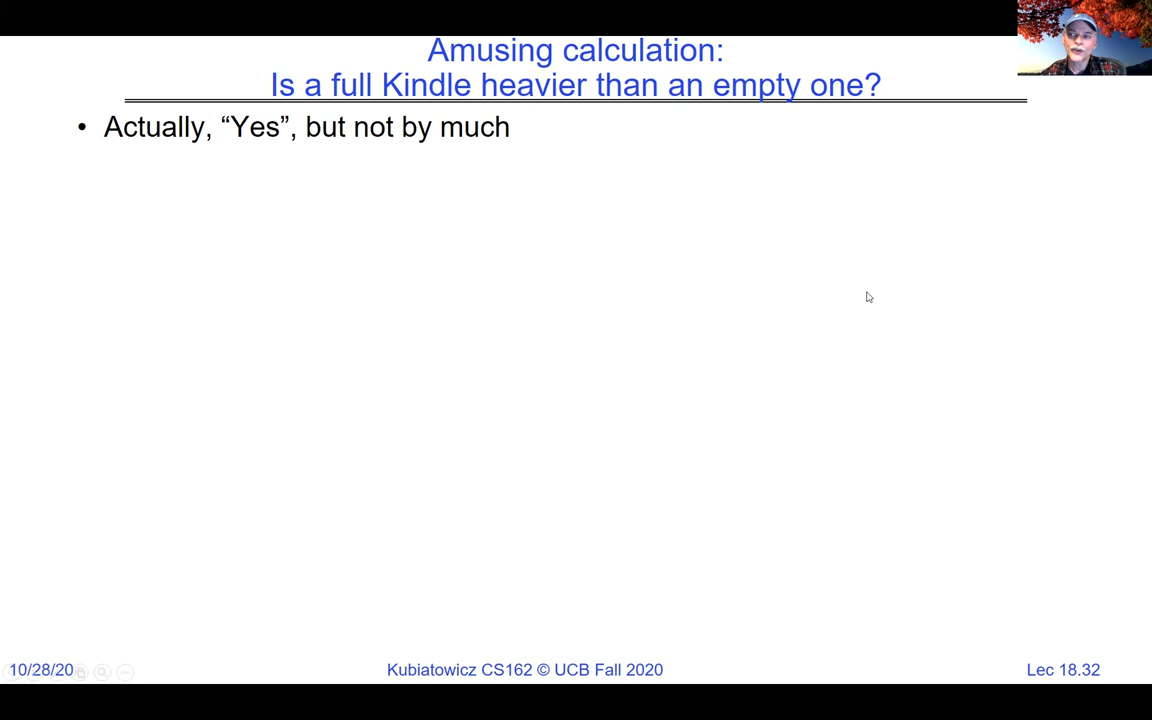 Amusing calculation:
Is a full Kindle heavier than an empty one?
• Actually, “Yes”, but not by much
10/28/20
Kubiatowicz CS162 © UCB Fall 2020
Lec 18.32